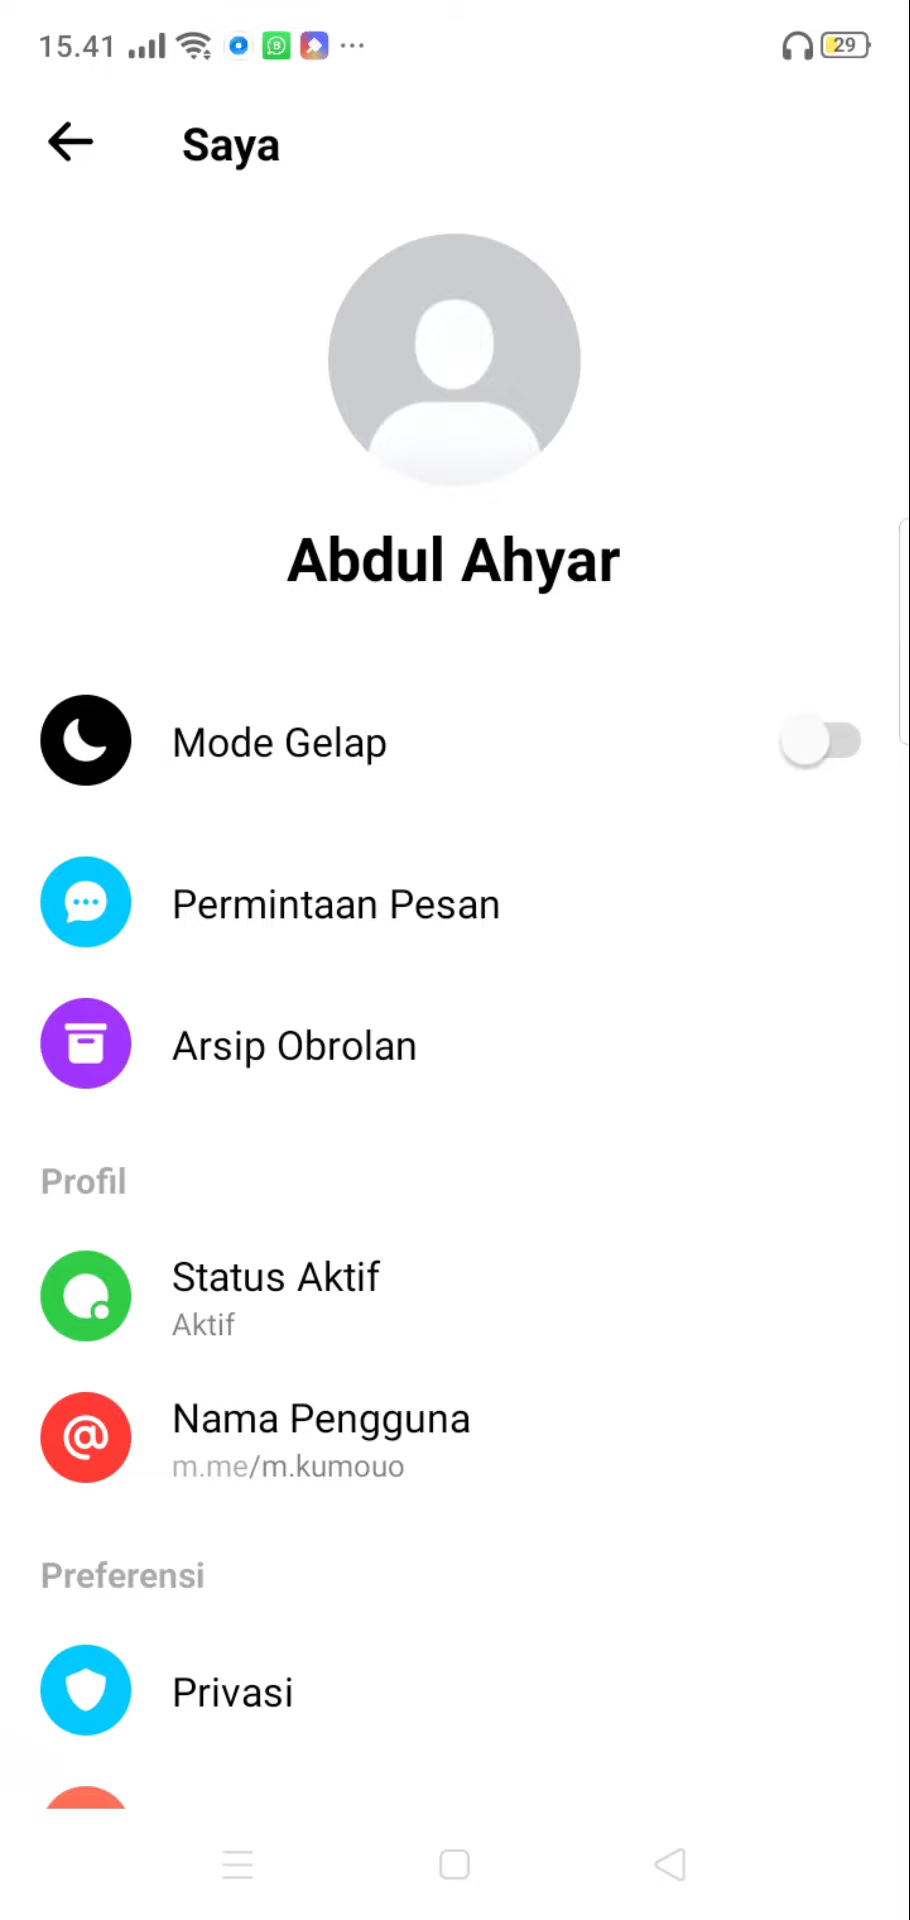 15.41
29
Saya
Abdul Ahyar
Mode Gelap
Permintaan Pesan
Arsip Obrolan
Profil
Status Aktif
Aktif
Nama Pengguna
m.me/m.kumouo
Preferensi
Privasi